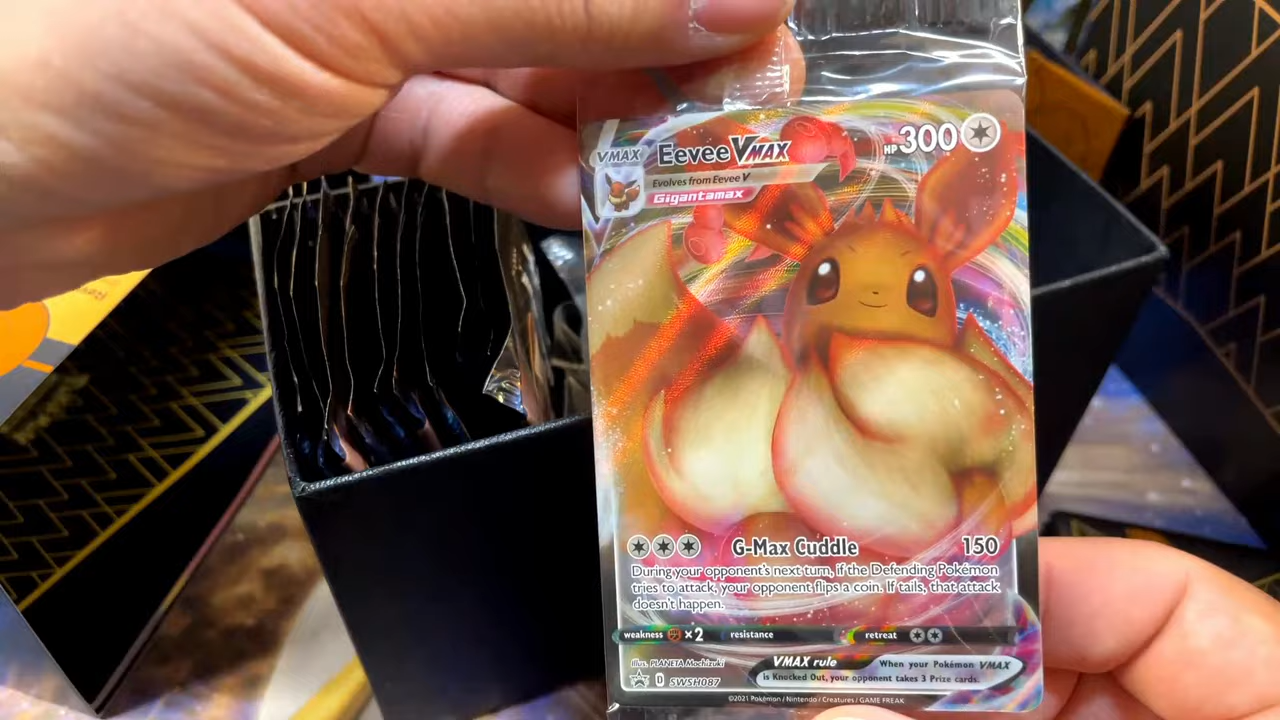 VMAX
Eevee VMAX
HP 300
Evolves from Eevee V
Gigantamax
G-Max Cuddle 150
During your opponent's next turn, if the Defending Pokémon
tries to attack, your opponent flips a coin. If tails, that attack
doesn't happen.
weakness ×2 resistance retreat
Illus. PLANETA Mochizuki
VMAX rule
When your Pokémon VMAX
is Knocked Out, your opponent takes 3 Prize cards.
D SWSH087
©2021 Pokémon / Nintendo / Creatures / GAME FREAK